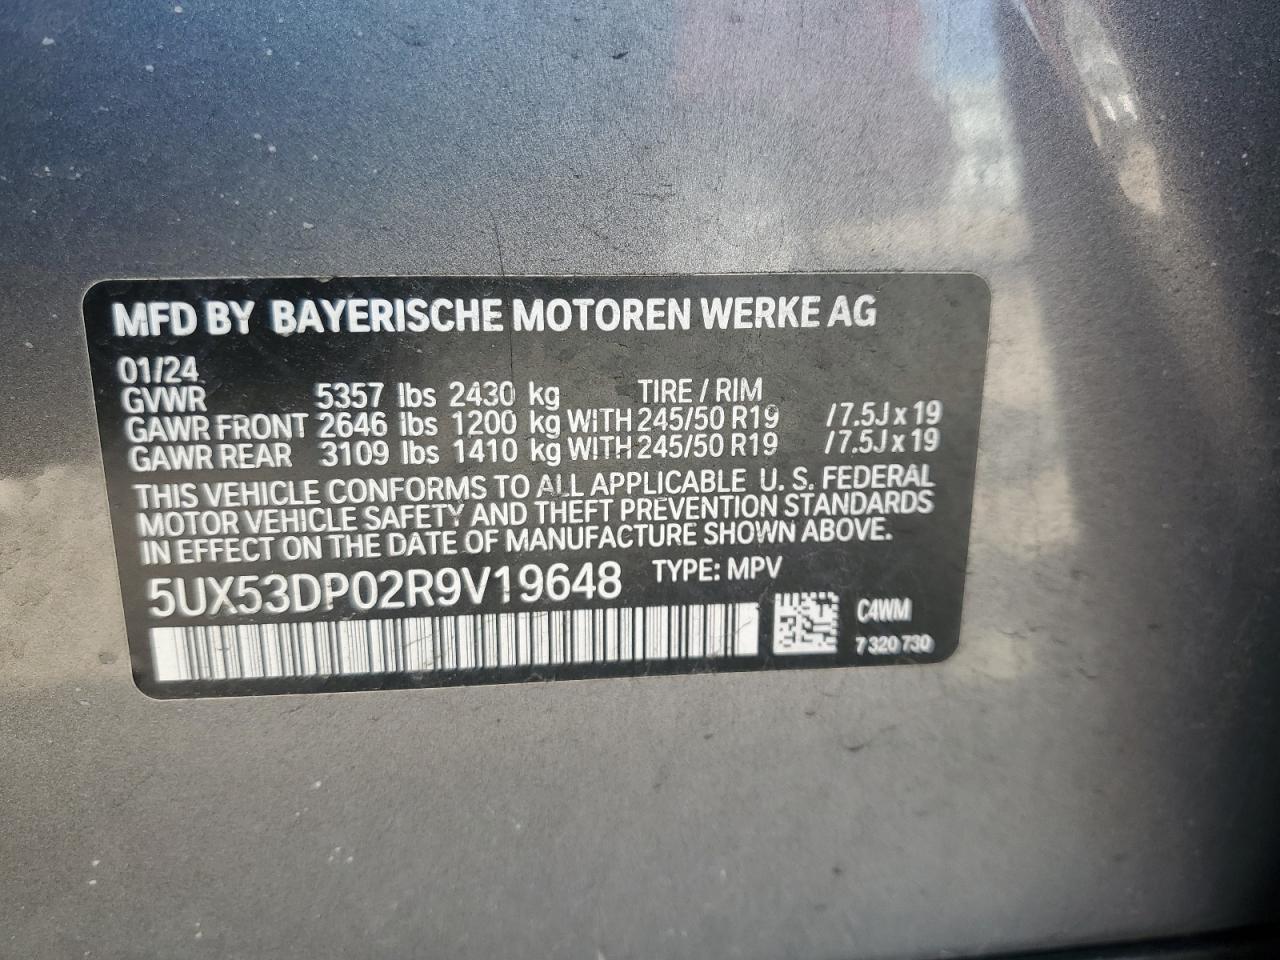 MFD BY BAYERISCHE MOTOREN WERKE AG
01/24
GVWR 5357 lbs 2430 kg TIRE / RIM
GAWR FRONT 2646 lbs 1200 kg WITH 245/50 R19 /7.5J x 19
GAWR REAR 3109 lbs 1410 kg WITH 245/50 R19 /7.5J x 19
THIS VEHICLE CONFORMS TO ALL APPLICABLE U. S. FEDERAL
MOTOR VEHICLE SAFETY AND THEFT PREVENTION STANDARDS
IN EFFECT ON THE DATE OF MANUFACTURE SHOWN ABOVE.
5UX53DP02R9V19648 TYPE: MPV
C4WM
7 320 730